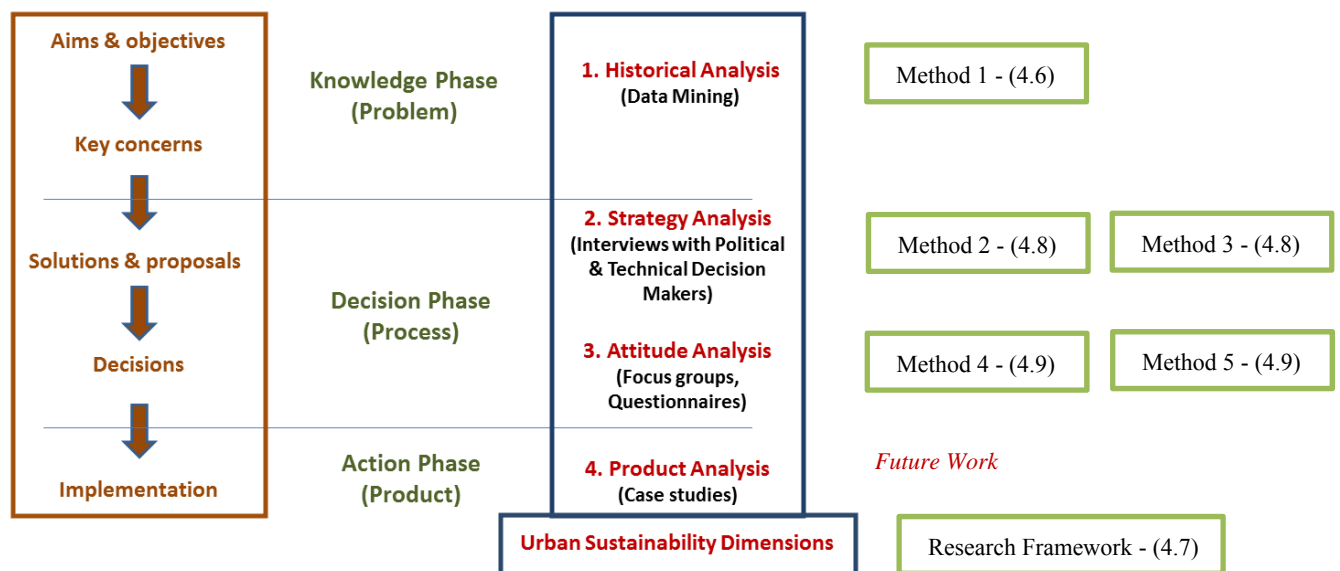 Aims & objectives
Key concerns
Solutions & proposals
Decisions
Implementation
Knowledge Phase
(Problem)
Decision Phase
(Process)
Action Phase
(Product)
1. Historical Analysis
(Data Mining)
2. Strategy Analysis
(Interviews with Political
& Technical Decision
Makers)
3. Attitude Analysis
(Focus groups,
Questionnaires)
4. Product Analysis
(Case studies)
Urban Sustainability Dimensions
Method 1 - (4.6)
Method 2 - (4.8)
Method 3 - (4.8)
Method 4 - (4.9)
Method 5 - (4.9)
Future Work
Research Framework - (4.7)